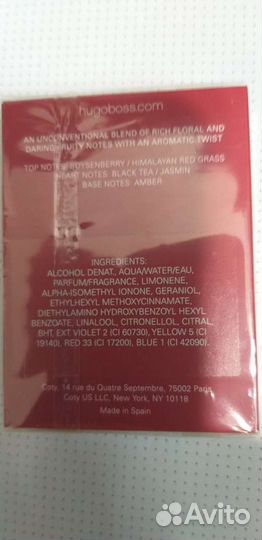 hugoboss.com
AN UNCONVENTIONAL BLEND OF RICH FLORAL AND
DARING FRUITY NOTES WITH AN AROMATIC TWIST
TOP NOTES: BOYSENBERRY / HIMALAYAN RED GRASS
HEART NOTES: BLACK TEA / JASMIN
BASE NOTES: AMBER
INGREDIENTS:
ALCOHOL DENAT., AQUA/WATER/EAU,
PARFUM/FRAGRANCE, LIMONENE,
ALPHA-ISOMETHYL IONONE, GERANIOL,
ETHYLHEXYL METHOXYCINNAMATE,
DIETHYLAMINO HYDROXYBENZOYL HEXYL
BENZOATE, LINALOOL, CITRONELLOL, CITRAL,
BHT, EXT VIOLET 2 (CI 60730), YELLOW 5 (CI
19140), RED 33 (CI 17200), BLUE 1 (CI 42090).
Coty, 14 rue du Quatre Septembre, 75002 Paris
Coty US LLC, New York, NY 10118
Made in Spain
Avito